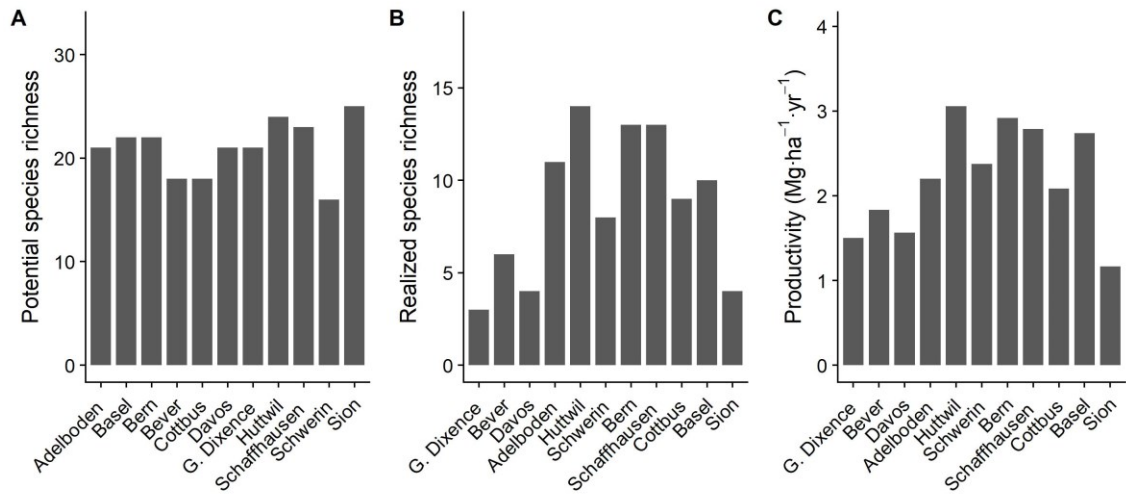 A
Potential species richness
30
20
10
0
Adelboden
Basel
Bern
Bever
Cottbus
Davos
G. Dixence
Huttwil
Schaffhausen
Schwerin
Sion
B
Realized species richness
15
10
5
0
G. Dixence
Bever
Davos
Adelboden
Huttwil
Schwerin
Bern
Schaffhausen
Cottbus
Basel
Sion
C
Productivity (Mg·ha⁻¹·yr⁻¹)
4
3
2
1
0
G. Dixence
Bever
Davos
Adelboden
Huttwil
Schwerin
Bern
Schaffhausen
Cottbus
Basel
Sion